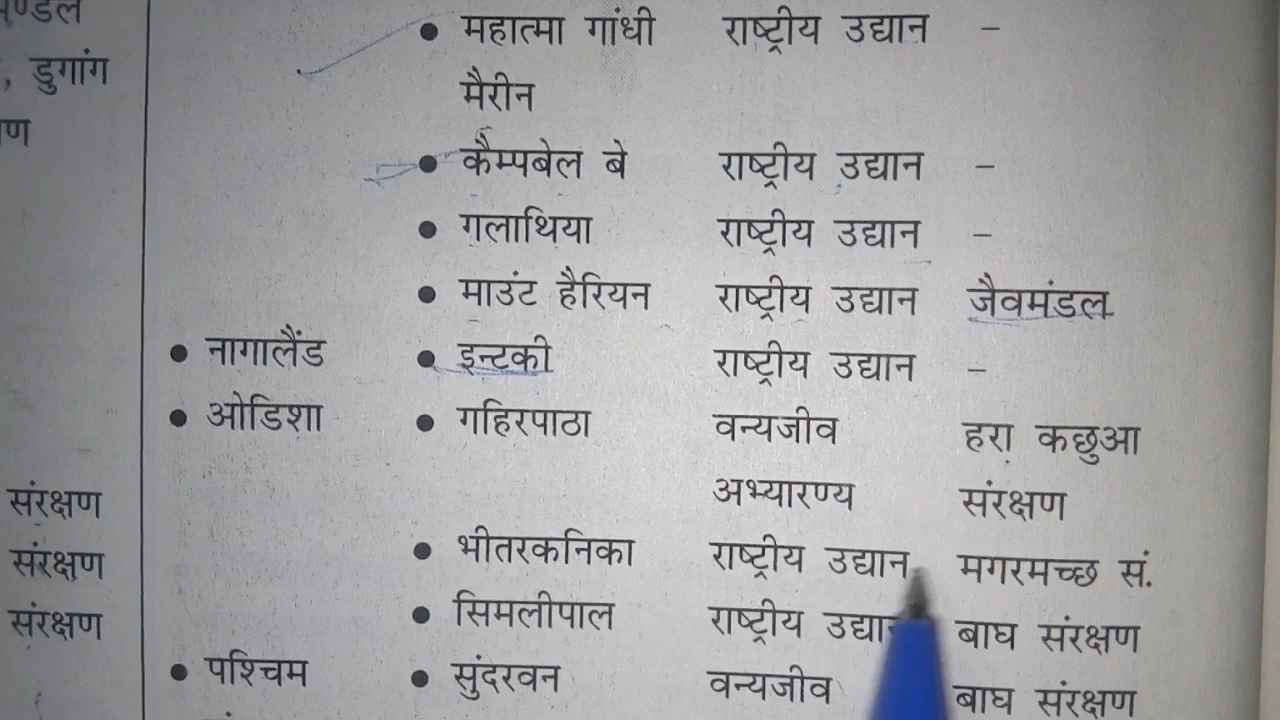 , डुगांग
संरक्षण
संरक्षण
संरक्षण
• महात्मा गांधी राष्ट्रीय उद्यान –
मैरीन
• कैम्पबेल बे राष्ट्रीय उद्यान –
• गलाथिया राष्ट्रीय उद्यान –
• माउंट हैरियन राष्ट्रीय उद्यान जैवमंडल
• नागालैंड • इन्टकी राष्ट्रीय उद्यान –
• ओडिशा • गहिरपाठा वन्यजीव हरा कछुआ
अभ्यारण्य संरक्षण
• भीतरकनिका राष्ट्रीय उद्यान मगरमच्छ सं.
• सिमलीपाल राष्ट्रीय उद्यान बाघ संरक्षण
• पश्चिम • सुंदरवन वन्यजीव बाघ संरक्षण